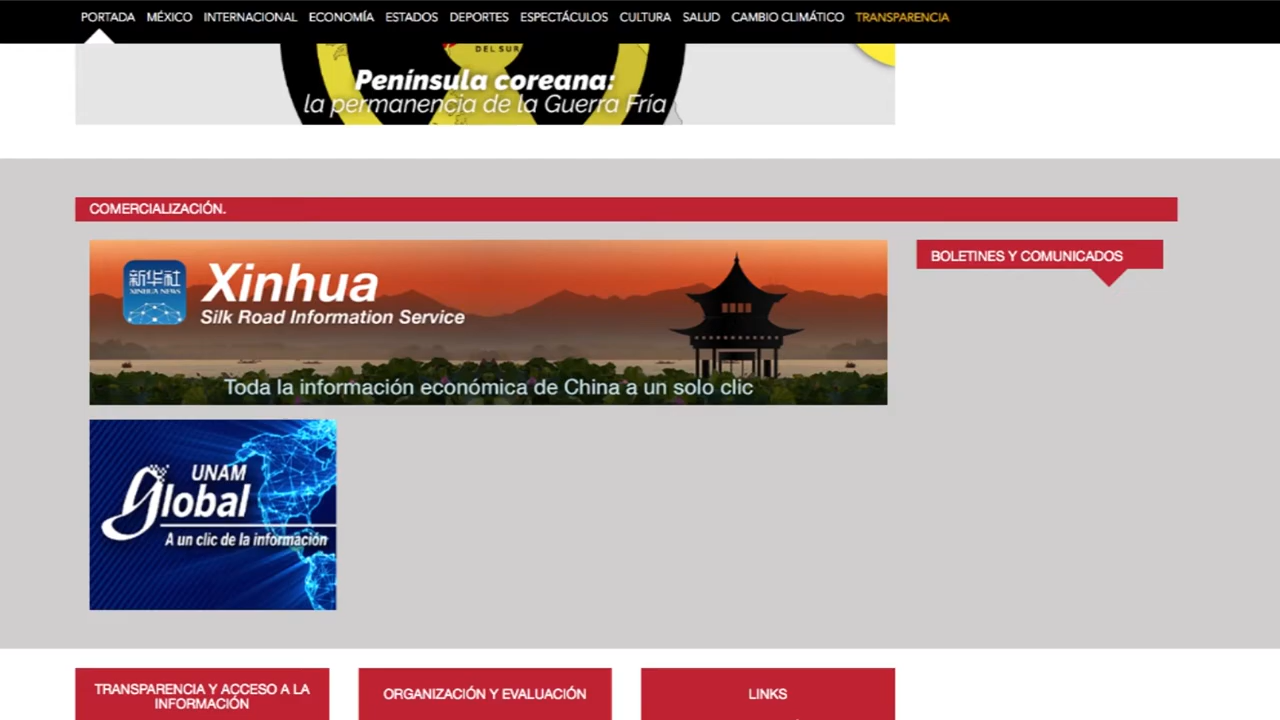 PORTADA MÉXICO INTERNACIONAL ECONOMÍA ESTADOS DEPORTES ESPECTÁCULOS CULTURA SALUD CAMBIO CLIMÁTICO TRANSPARENCIA
DEL SUR
Península coreana:
la permanencia de la Guerra Fría
COMERCIALIZACIÓN.
新华社
XINHUA NEWS
Xinhua
Silk Road Information Service
Toda la información económica de China a un solo clic
BOLETINES Y COMUNICADOS
UNAM
global
A un clic de la información
TRANSPARENCIA Y ACCESO A LA
INFORMACIÓN
ORGANIZACIÓN Y EVALUACIÓN
LINKS